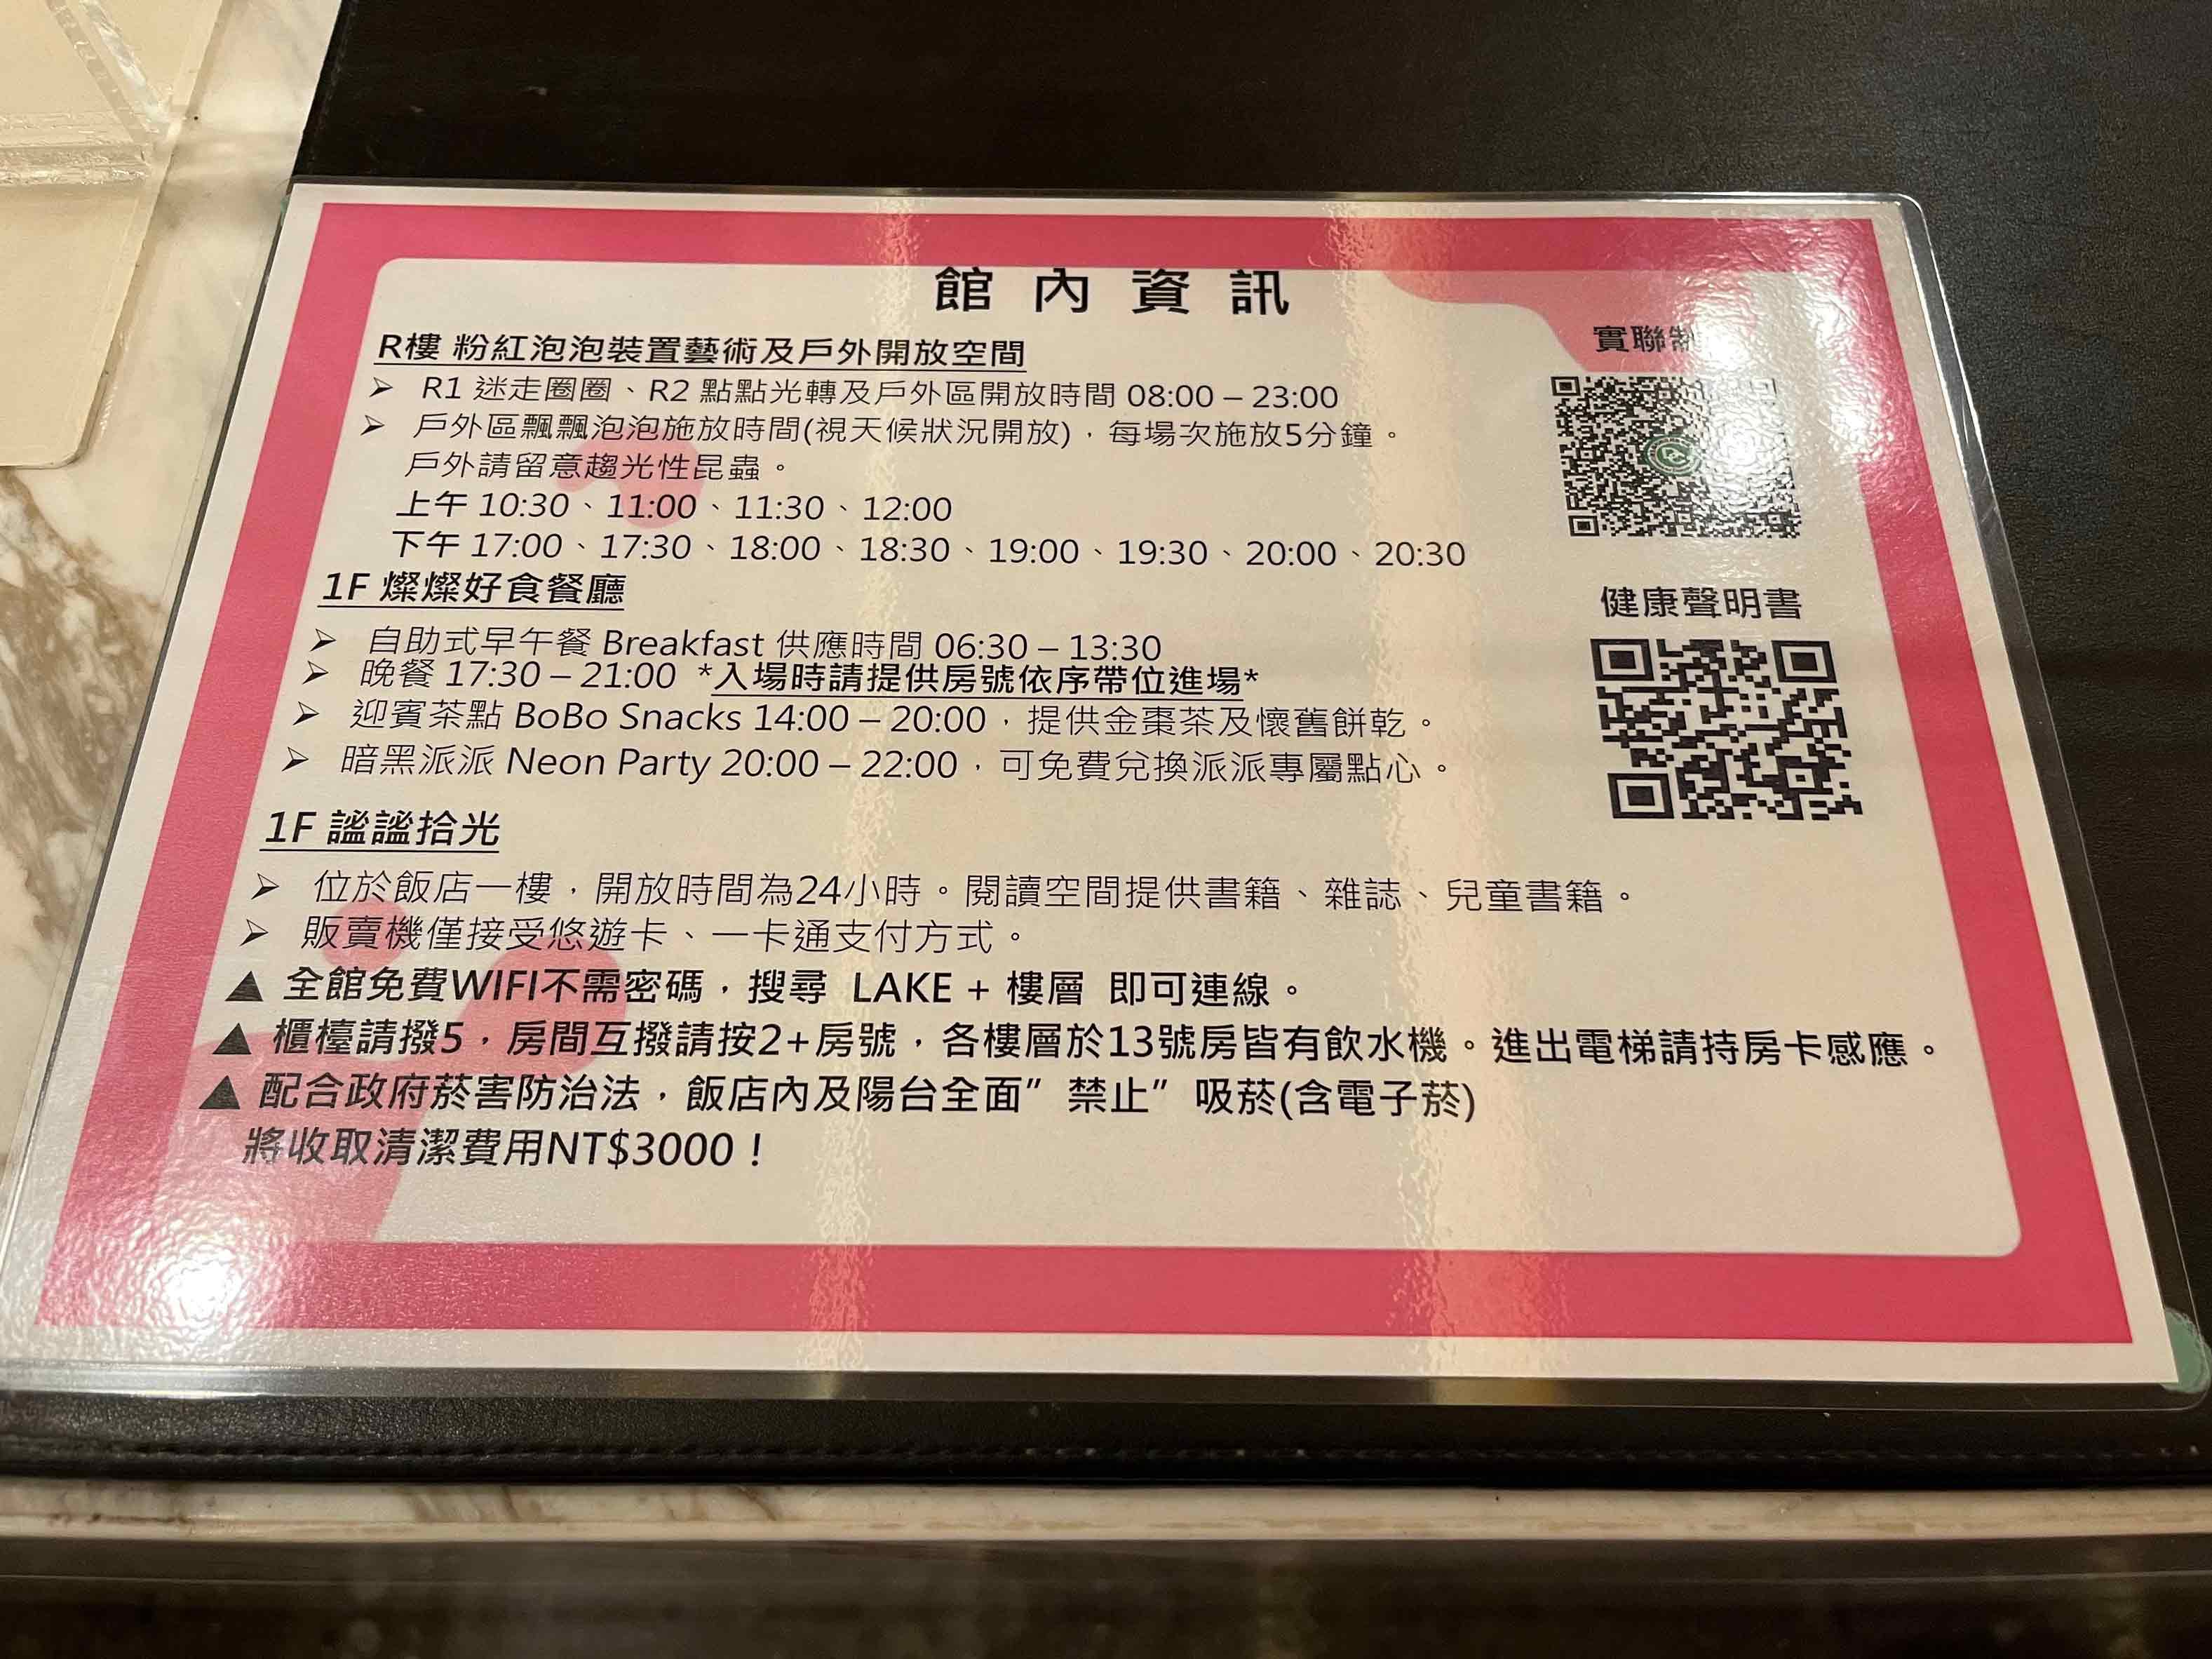 館 內 資 訊
R樓 粉紅泡泡裝置藝術及戶外開放空間
➢ R1 迷走圈圈、R2 點點光轉及戶外區開放時間 08:00 – 23:00
➢ 戶外區飄飄泡泡施放時間(視天候狀況開放)，每場次施放5分鐘。
戶外請留意趨光性昆蟲。
上午 10:30、11:00、11:30、12:00
下午 17:00、17:30、18:00、18:30、19:00、19:30、20:00、20:30
1F 燦燦好食餐廳
➢ 自助式早午餐 Breakfast 供應時間 06:30 – 13:30
➢ 晚餐 17:30 – 21:00 *入場時請提供房號依序帶位進場*
➢ 迎賓茶點 BoBo Snacks 14:00 – 20:00，提供金棗茶及懷舊餅乾。
➢ 暗黑派派 Neon Party 20:00 – 22:00，可免費兌換派派專屬點心。
1F 謐謐拾光
➢ 位於飯店一樓，開放時間為24小時。閱讀空間提供書籍、雜誌、兒童書籍。
➢ 販賣機僅接受悠遊卡、一卡通支付方式。
▲ 全館免費WIFI不需密碼，搜尋 LAKE + 樓層 即可連線。
▲ 櫃檯請撥5，房間互撥請按2+房號，各樓層於13號房皆有飲水機。進出電梯請持房卡感應。
▲ 配合政府菸害防治法，飯店內及陽台全面”禁止”吸菸(含電子菸)
將收取清潔費用NT$3000！
實聯制
健康聲明書